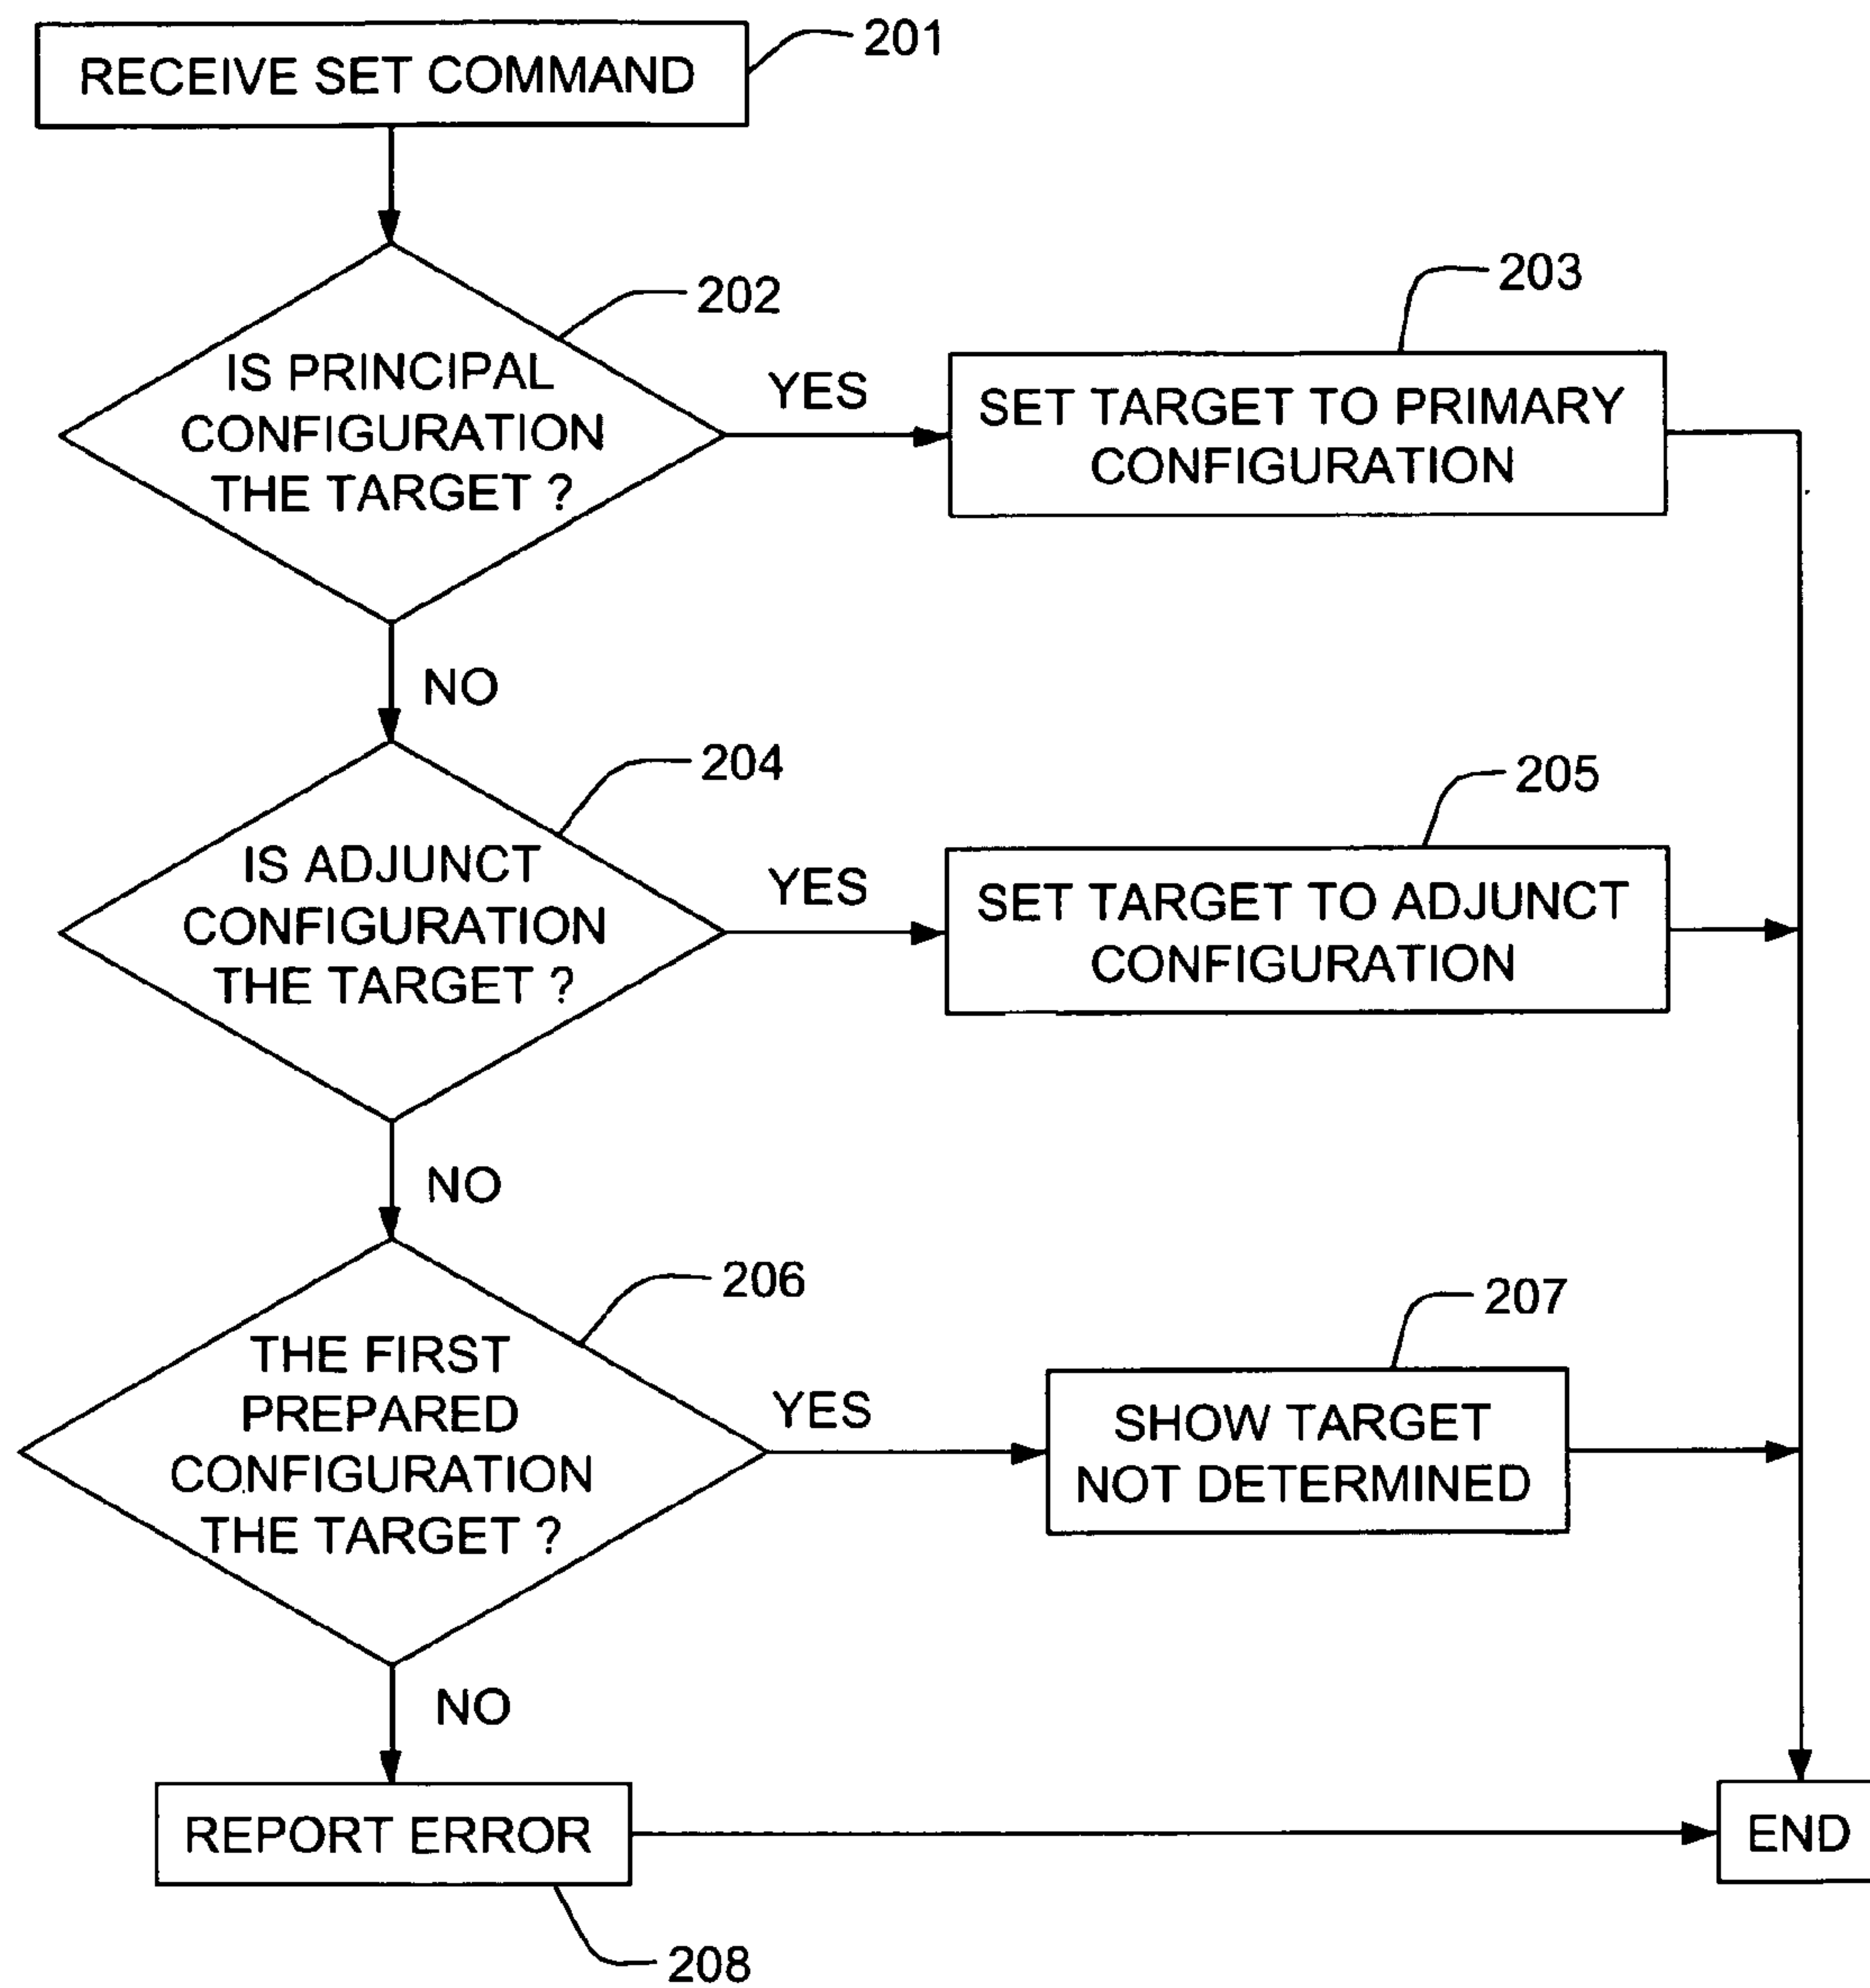 RECEIVE SET COMMAND
201
202
IS PRINCIPAL
CONFIGURATION
THE TARGET ?
YES
203
SET TARGET TO PRIMARY
CONFIGURATION
NO
204
IS ADJUNCT
CONFIGURATION
THE TARGET ?
YES
205
SET TARGET TO ADJUNCT
CONFIGURATION
NO
206
THE FIRST
PREPARED
CONFIGURATION
THE TARGET ?
YES
207
SHOW TARGET
NOT DETERMINED
NO
REPORT ERROR
208
END